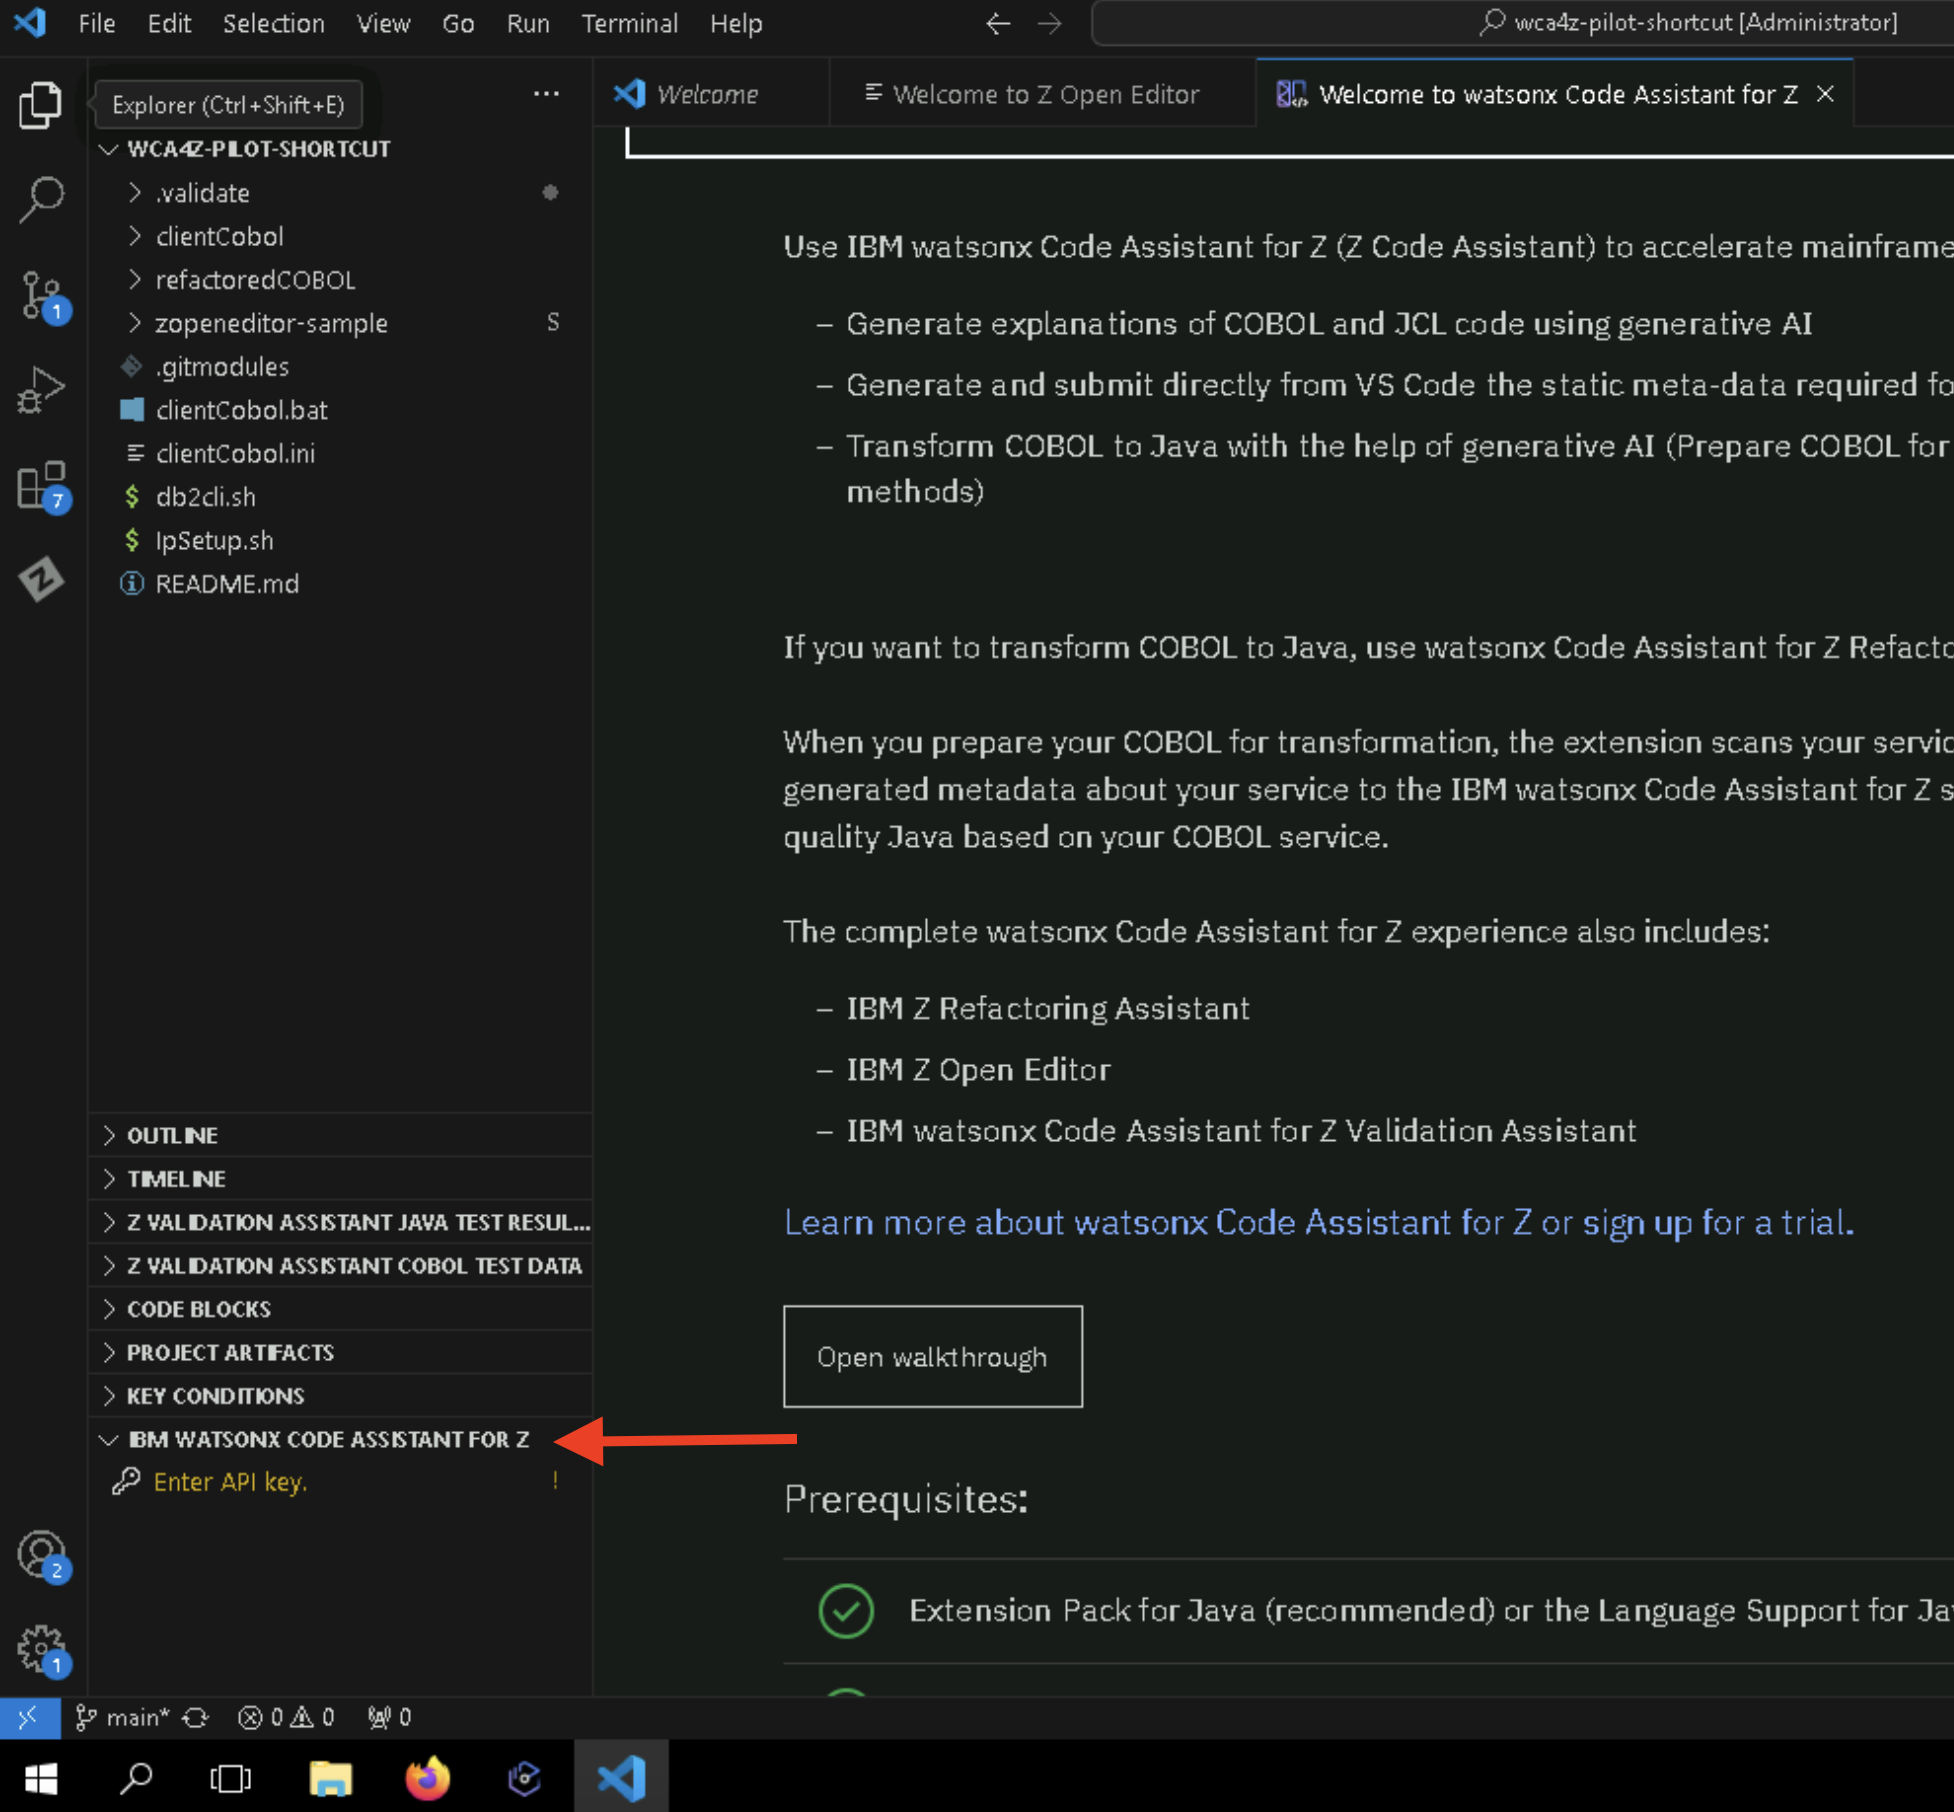 File Edit Selection View Go Run Terminal Help
wca4z-pilot-shortcut [Administrator]
Explorer (Ctrl+Shift+E)
...
Welcome
Welcome to Z Open Editor
Welcome to watsonx Code Assistant for Z
WCA4Z-PILOT-SHORTCUT
.validate
clientCobol
refactoredCOBOL
zopeneditor-sample S
.gitmodules
clientCobol.bat
clientCobol.ini
$ db2cli.sh
$ IpSetup.sh
README.md
1
7
OUTLINE
TIMELINE
Z VALIDATION ASSISTANT JAVA TEST RESUL...
Z VALIDATION ASSISTANT COBOL TEST DATA
CODE BLOCKS
PROJECT ARTIFACTS
KEY CONDITIONS
IBM WATSONX CODE ASSISTANT FOR Z
Enter API key. !
2
1
Use IBM watsonx Code Assistant for Z (Z Code Assistant) to accelerate mainframe
– Generate explanations of COBOL and JCL code using generative AI
– Generate and submit directly from VS Code the static meta-data required fo
– Transform COBOL to Java with the help of generative AI (Prepare COBOL for
methods)
If you want to transform COBOL to Java, use watsonx Code Assistant for Z Refacto
When you prepare your COBOL for transformation, the extension scans your servic
generated metadata about your service to the IBM watsonx Code Assistant for Z s
quality Java based on your COBOL service.
The complete watsonx Code Assistant for Z experience also includes:
– IBM Z Refactoring Assistant
– IBM Z Open Editor
– IBM watsonx Code Assistant for Z Validation Assistant
Learn more about watsonx Code Assistant for Z or sign up for a trial.
Open walkthrough
Prerequisites:
Extension Pack for Java (recommended) or the Language Support for Ja
main* 0 0 0